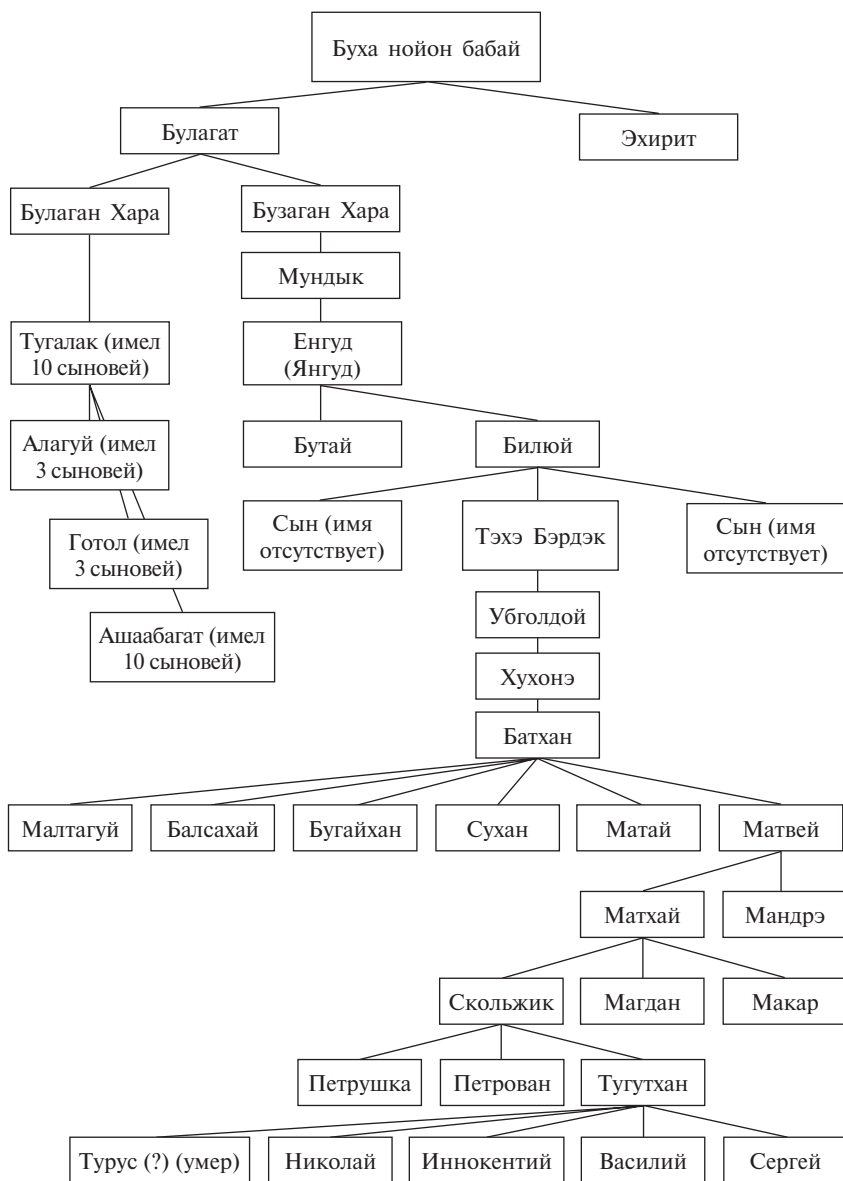 Буха нойон бабай
Булагат
Эхирит
Булаган Хара
Бузаган Хара
Мундык
Тугалак (имел
10 сыновей)
Енгуд
(Янгуд)
Алагуй (имел
3 сыновей)
Бутай
Билюй
Готол (имел
3 сыновей)
Сын (имя
отсутствует)
Тэхэ Бэрдэк
Сын (имя
отсутствует)
Ашаабагат (имел
10 сыновей)
Убголдой
Хухонэ
Батхан
Малтагуй
Балсахай
Бугайхан
Сухан
Матай
Матвей
Матхай
Мандрэ
Скольжик
Магдан
Макар
Петрушка
Петрован
Тугутхан
Турус (?) (умер)
Николай
Иннокентий
Василий
Сергей